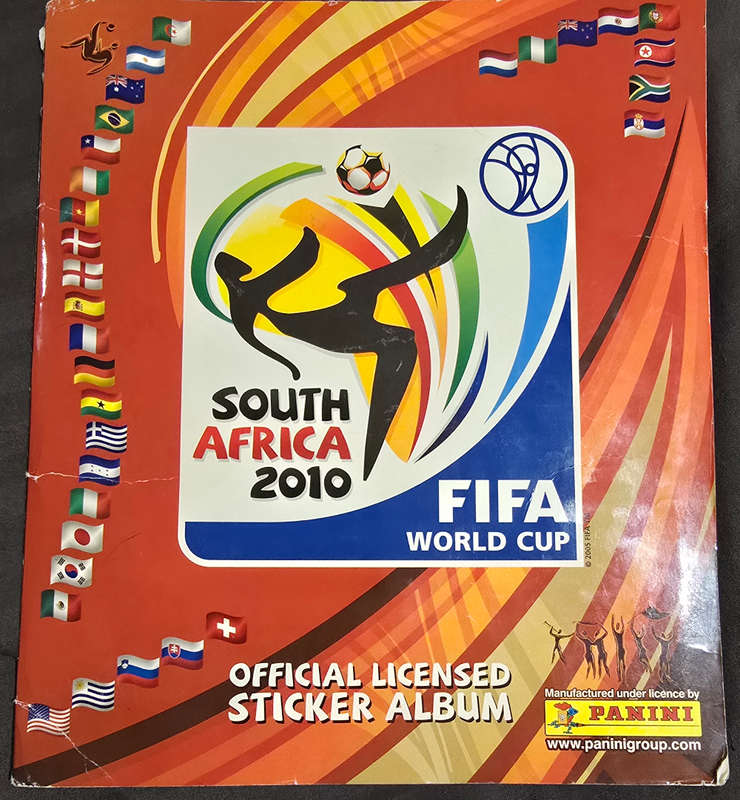 SOUTH
AFRICA
2010
FIFA
WORLD CUP
© 2005 FIFA
OFFICIAL LICENSED
STICKER ALBUM
Manufactured under licence by
PANINI
www.paninigroup.com